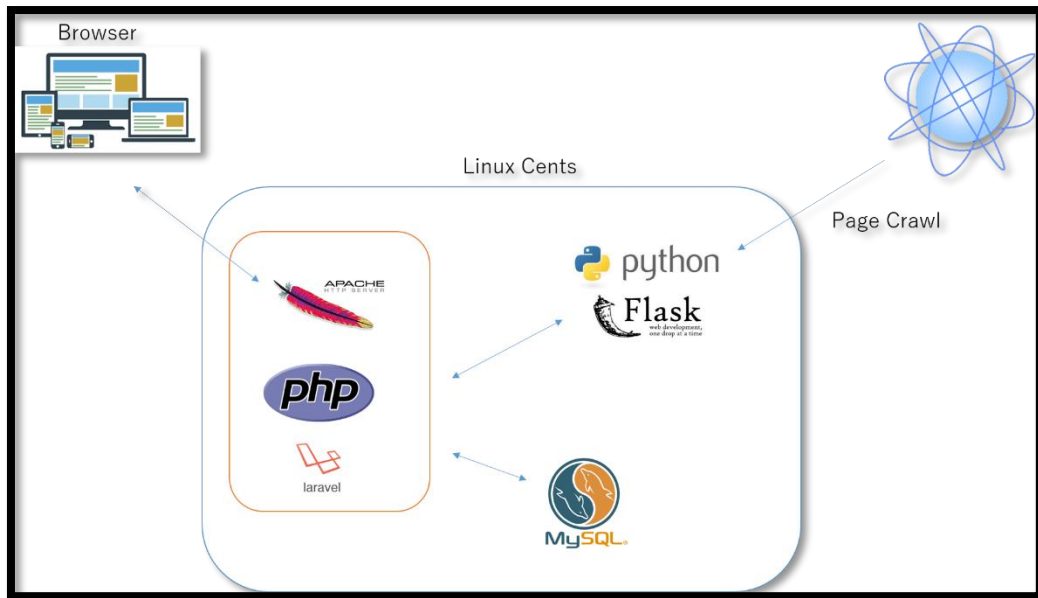 Browser
Linux Cents
Page Crawl
APACHE
HTTP SERVER
python
Flask
web development,
one drop at a time
php
laravel
MySQL